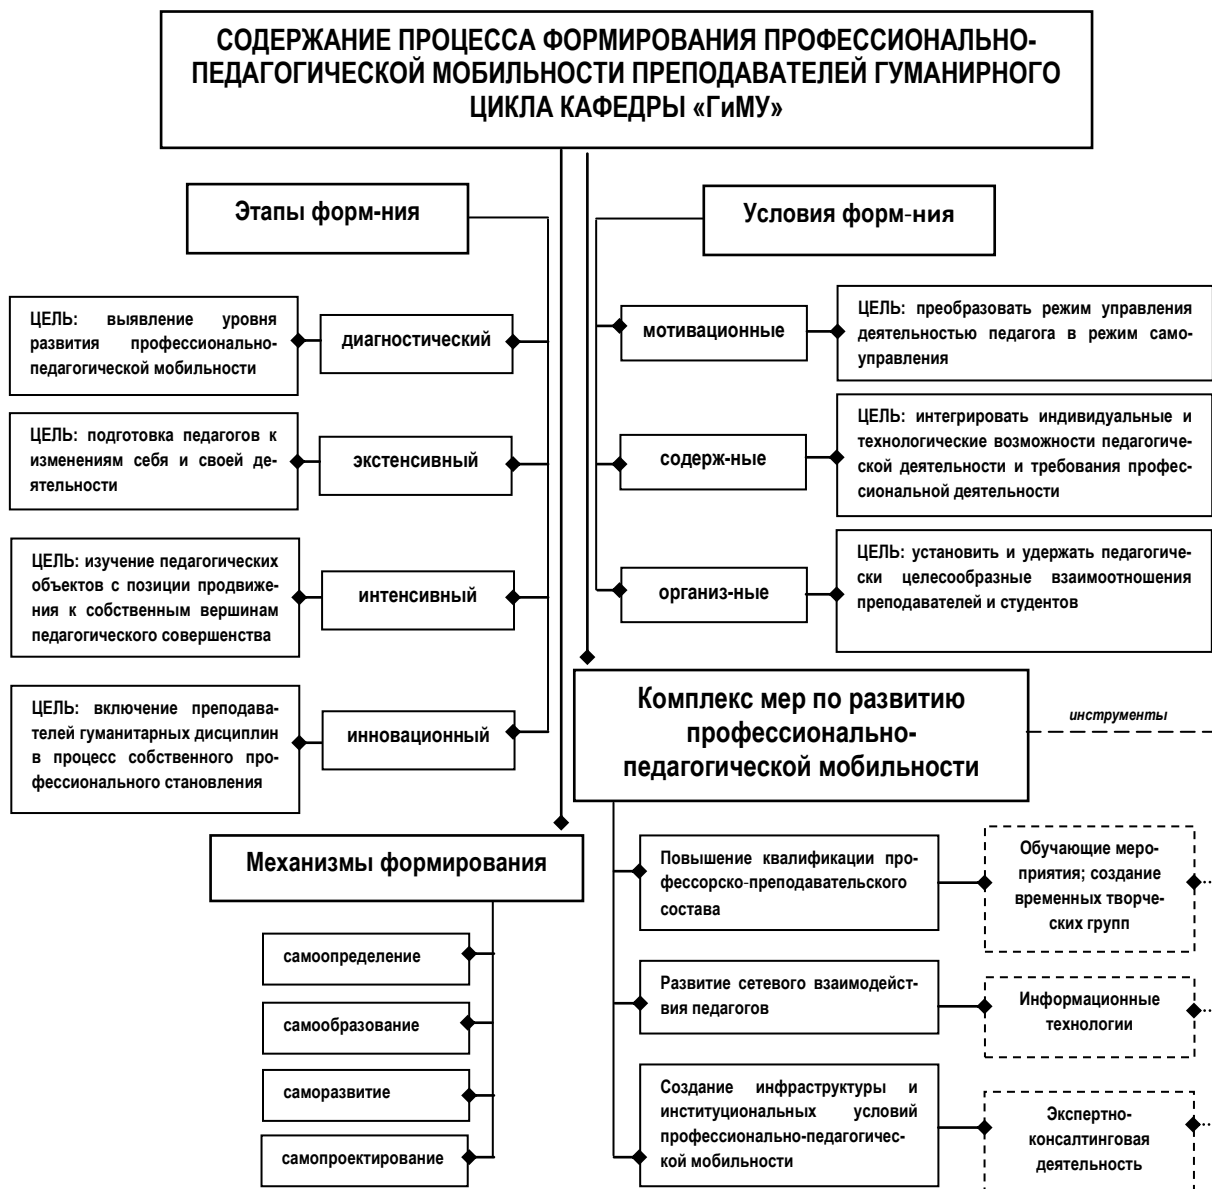 СОДЕРЖАНИЕ ПРОЦЕССА ФОРМИРОВАНИЯ ПРОФЕССИОНАЛЬНО-
ПЕДАГОГИЧЕСКОЙ МОБИЛЬНОСТИ ПРЕПОДАВАТЕЛЕЙ ГУМАНИРНОГО
ЦИКЛА КАФЕДРЫ «ГиМУ»
Этапы форм-ния
ЦЕЛЬ: выявление уровня
развития профессионально-
педагогической мобильности
диагностический
ЦЕЛЬ: подготовка педагогов к
изменениям себя и своей де-
ятельности
экстенсивный
ЦЕЛЬ: изучение педагогических
объектов с позиции продвиже-
ния к собственным вершинам
педагогического совершенства
интенсивный
ЦЕЛЬ: включение преподава-
телей гуманитарных дисциплин
в процесс собственного про-
фессионального становления
инновационный
Условия форм-ния
мотивационные
ЦЕЛЬ: преобразовать режим управления
деятельностью педагога в режим само-
управления
содерж-ные
ЦЕЛЬ: интегрировать индивидуальные и
технологические возможности педагогиче-
ской деятельности и требования профес-
сиональной деятельности
организ-ные
ЦЕЛЬ: установить и удержать педагогиче-
ски целесообразные взаимоотношения
преподавателей и студентов
Механизмы формирования
самоопределение
самообразование
саморазвитие
самопроектирование
Комплекс мер по развитию
профессионально-
педагогической мобильности
инструменты
Повышение квалификации про-
фессорско-преподавательского
состава
Обучающие меро-
приятия; создание
временных творче-
ских групп
Развитие сетевого взаимодейст-
вия педагогов
Информационные
технологии
Создание инфраструктуры и
институциональных условий
профессионально-педагогичес-
кой мобильности
Экспертно-
консалтинговая
деятельность